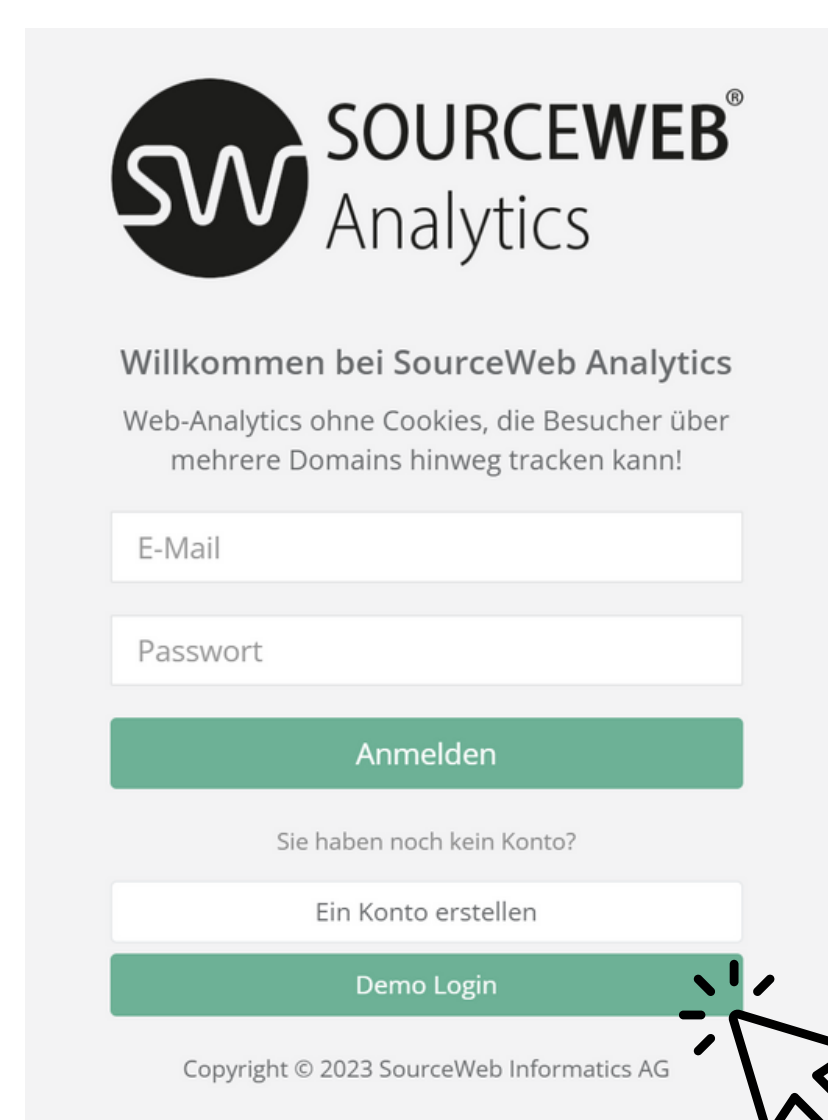 SW
SOURCEWEB®
Analytics
Willkommen bei SourceWeb Analytics
Web-Analytics ohne Cookies, die Besucher über
mehrere Domains hinweg tracken kann!
E-Mail
Passwort
Anmelden
Sie haben noch kein Konto?
Ein Konto erstellen
Demo Login
Copyright © 2023 SourceWeb Informatics AG